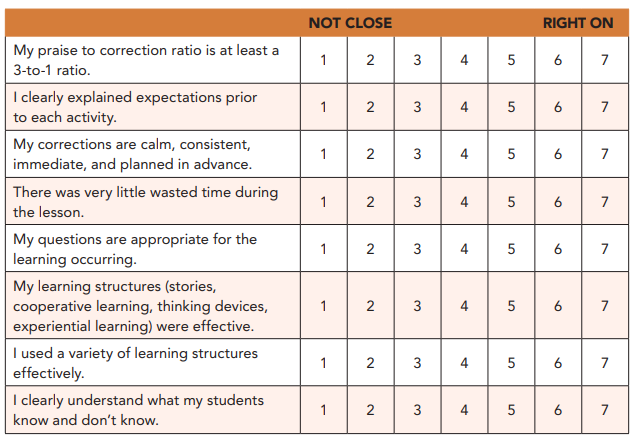 NOT CLOSE RIGHT ON
My praise to correction ratio is at least a
3-to-1 ratio.
1 2 3 4 5 6 7
I clearly explained expectations prior
to each activity.
1 2 3 4 5 6 7
My corrections are calm, consistent,
immediate, and planned in advance.
1 2 3 4 5 6 7
There was very little wasted time during
the lesson.
1 2 3 4 5 6 7
My questions are appropriate for the
learning occurring.
1 2 3 4 5 6 7
My learning structures (stories,
cooperative learning, thinking devices,
experiential learning) were effective.
1 2 3 4 5 6 7
I used a variety of learning structures
effectively.
1 2 3 4 5 6 7
I clearly understand what my students
know and don’t know.
1 2 3 4 5 6 7